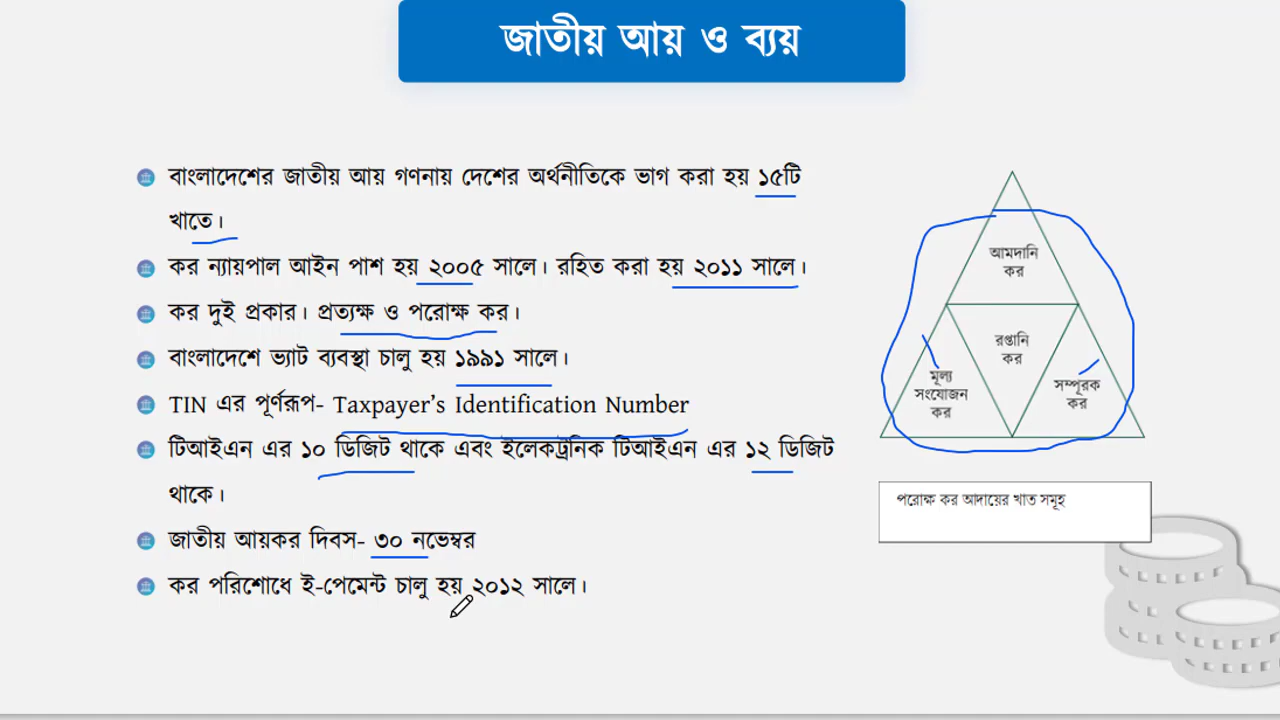 জাতীয় আয় ও ব্যয়
বাংলাদেশের জাতীয় আয় গণনায় দেশের অর্থনীতিকে ভাগ করা হয় ১৫টি
খাতে।
কর ন্যায়পাল আইন পাশ হয় ২০০৫ সালে। রহিত করা হয় ২০১১ সালে।
কর দুই প্রকার। প্রত্যক্ষ ও পরোক্ষ কর।
বাংলাদেশে ভ্যাট ব্যবস্থা চালু হয় ১৯৯১ সালে।
TIN এর পূর্ণরূপ- Taxpayer’s Identification Number
টিআইএন এর ১০ ডিজিট থাকে এবং ইলেকট্রনিক টিআইএন এর ১২ ডিজিট
থাকে।
জাতীয় আয়কর দিবস- ৩০ নভেম্বর
কর পরিশোধে ই-পেমেন্ট চালু হয় ২০১২ সালে।
আমদানি
কর
রপ্তানি
কর
মূল্য
সংযোজন
কর
সম্পূরক
কর
পরোক্ষ কর আদায়ের খাত সমূহ